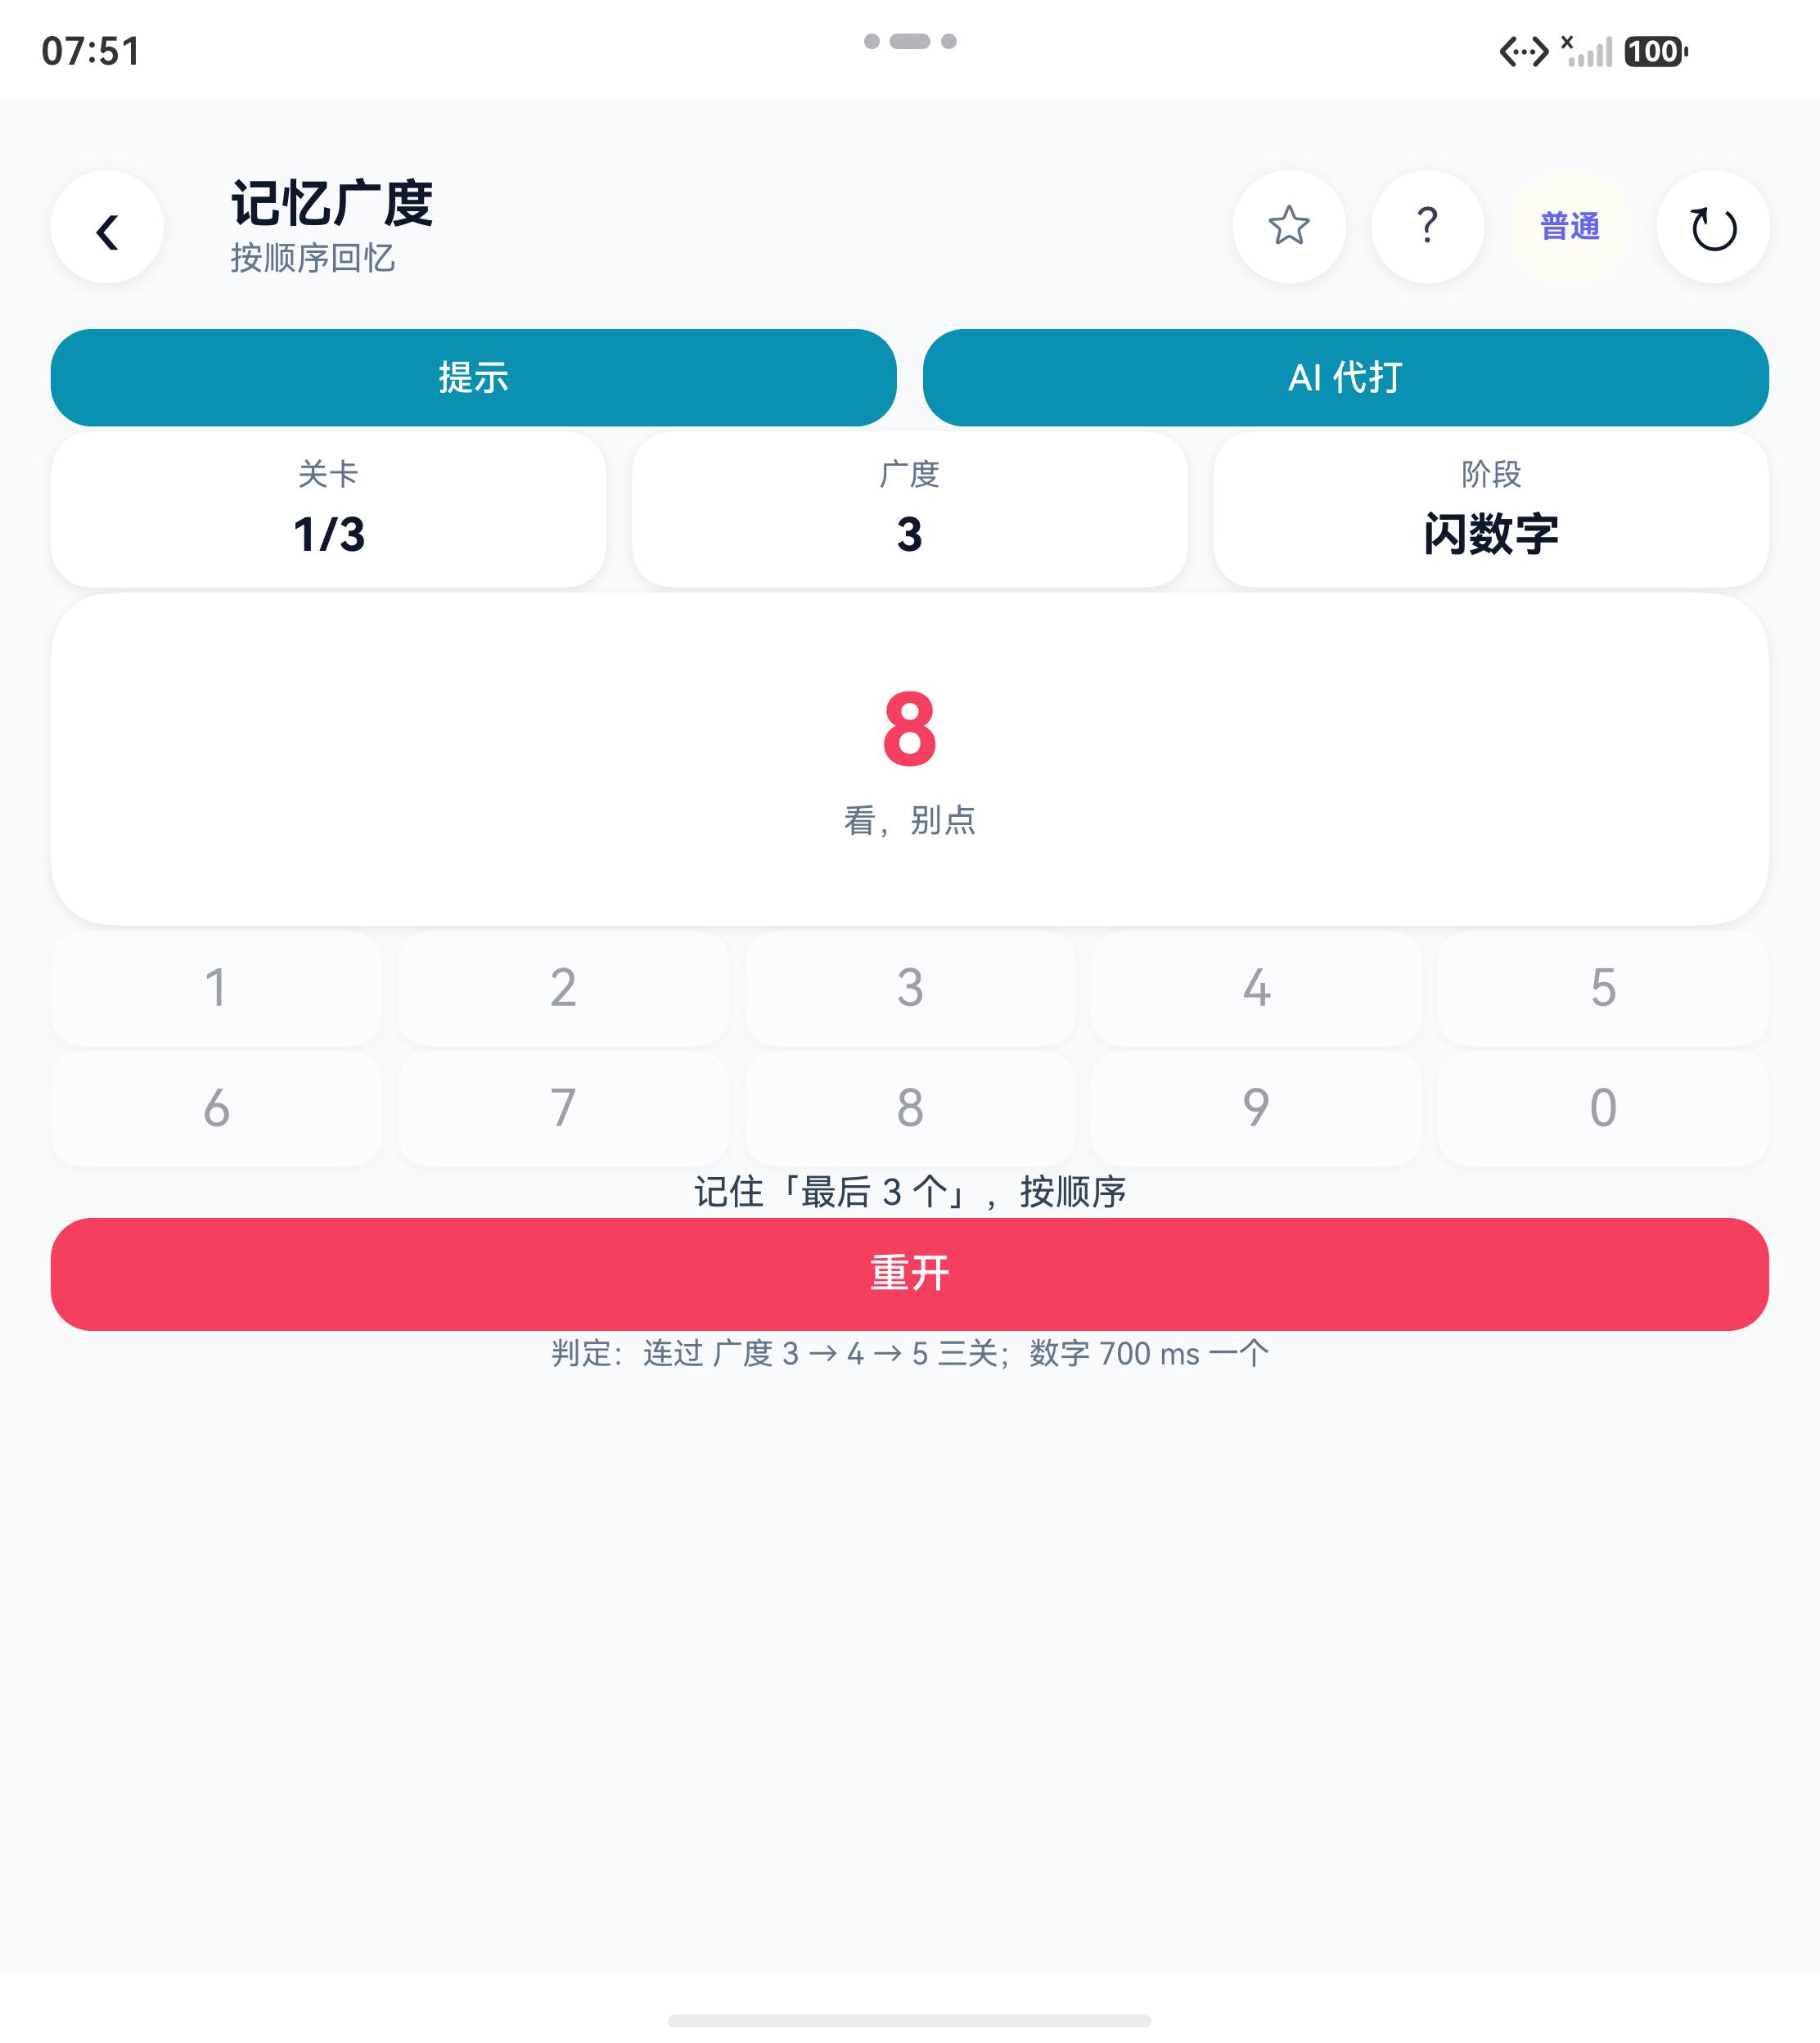 07:51
100
记忆广度
按顺序回忆
?
普通
提示
AI 代打
关卡
广度
阶段
1/3
3
闪数字
8
看，别点
1
2
3
4
5
6
7
8
9
0
记住「最后 3 个」，按顺序
重开
判定：连过 广度 3 → 4 → 5 三关；数字 700 ms 一个